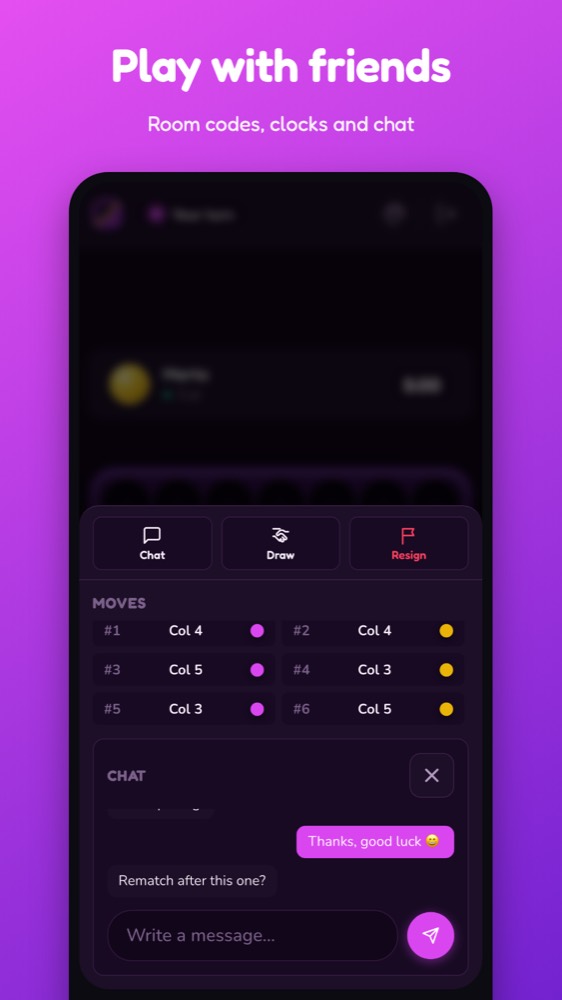 Play with friends
Room codes, clocks and chat
Chat
Draw
Resign
MOVES
#1 Col 4
#2 Col 4
#3 Col 5
#4 Col 3
#5 Col 3
#6 Col 5
CHAT
Thanks, good luck 😄
Rematch after this one?
Write a message...